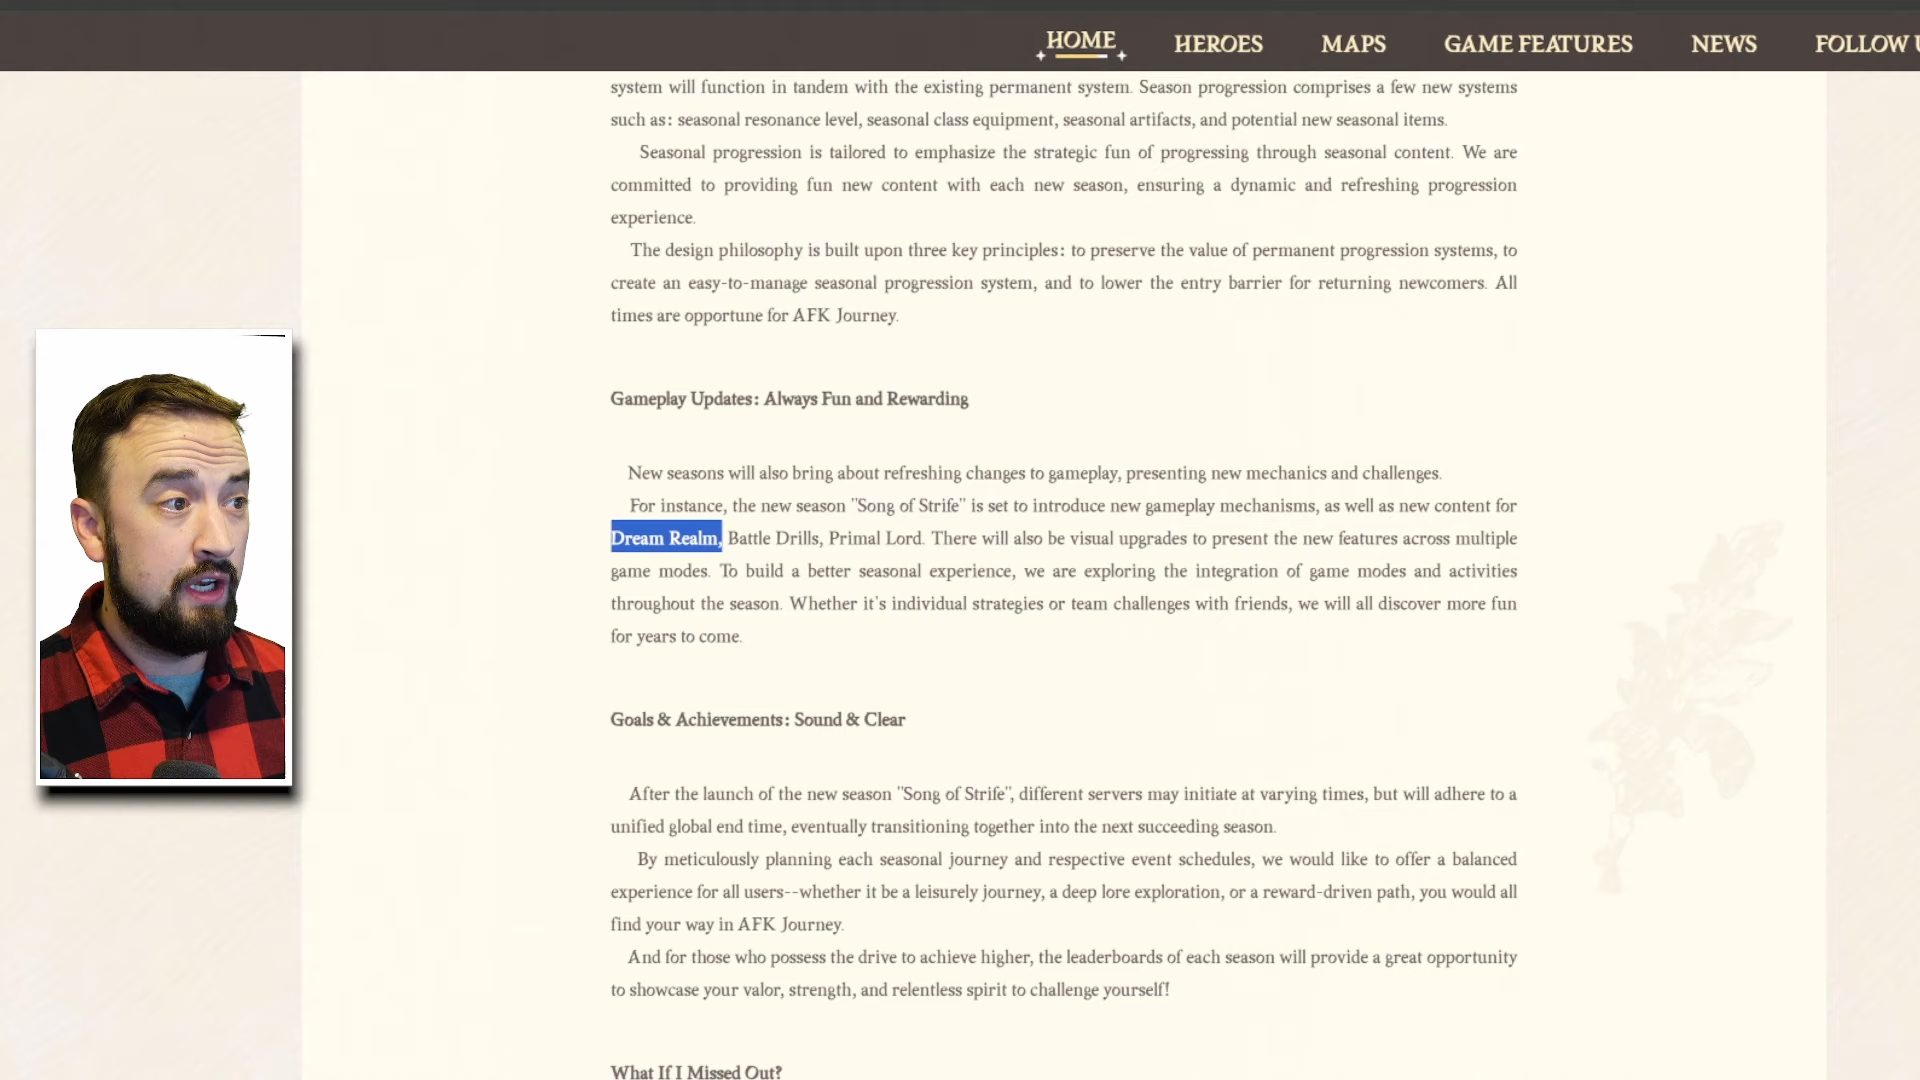 HOME HEROES MAPS GAME FEATURES NEWS FOLLOW
system will function in tandem with the existing permanent system. Season progression comprises a few new systems
such as: seasonal resonance level, seasonal class equipment, seasonal artifacts, and potential new seasonal items.
Seasonal progression is tailored to emphasize the strategic fun of progressing through seasonal content. We are
committed to providing fun new content with each new season, ensuring a dynamic and refreshing progression
experience.
The design philosophy is built upon three key principles: to preserve the value of permanent progression systems, to
create an easy-to-manage seasonal progression system, and to lower the entry barrier for returning newcomers. All
times are opportune for AFK Journey.
Gameplay Updates: Always Fun and Rewarding
New seasons will also bring about refreshing changes to gameplay, presenting new mechanics and challenges.
For instance, the new season "Song of Strife" is set to introduce new gameplay mechanisms, as well as new content for
Dream Realm, Battle Drills, Primal Lord. There will also be visual upgrades to present the new features across multiple
game modes. To build a better seasonal experience, we are exploring the integration of game modes and activities
throughout the season. Whether it's individual strategies or team challenges with friends, we will all discover more fun
for years to come.
Goals & Achievements: Sound & Clear
After the launch of the new season "Song of Strife", different servers may initiate at varying times, but will adhere to a
unified global end time, eventually transitioning together into the next succeeding season.
By meticulously planning each seasonal journey and respective event schedules, we would like to offer a balanced
experience for all users--whether it be a leisurely journey, a deep lore exploration, or a reward-driven path, you would all
find your way in AFK Journey.
And for those who possess the drive to achieve higher, the leaderboards of each season will provide a great opportunity
to showcase your valor, strength, and relentless spirit to challenge yourself!
What If I Missed Out?